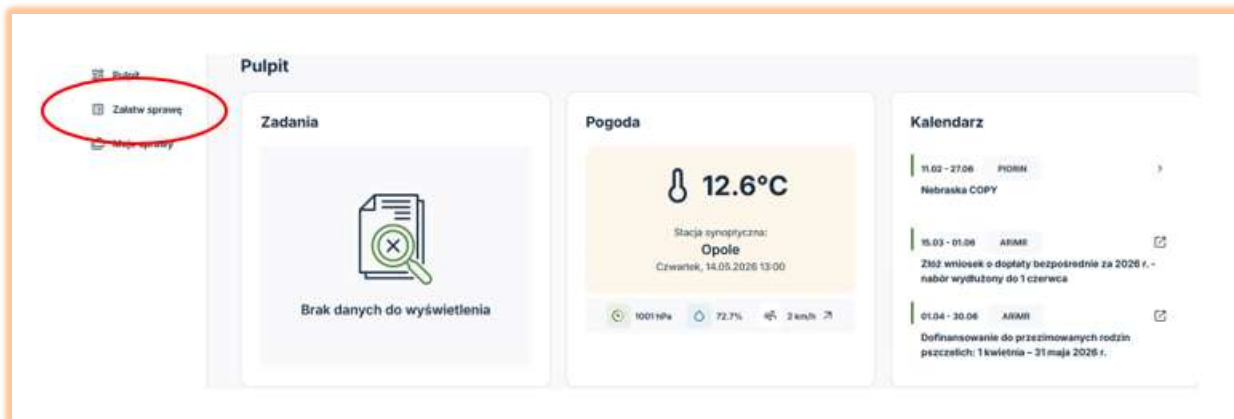 Pulpit
Załatw sprawę
Moje sprawy
Pulpit
Zadania
Brak danych do wyświetlenia
Pogoda
12.6°C
Stacja synoptyczna:
Opole
Czwartek, 14.05.2026 13:00
1001 hPa 72.7% 2 km/h
Kalendarz
11.02 - 27.06 PIORIN
Nebraska COPY
15.03 - 01.06 ARIMR
Złóż wniosek o dopłaty bezpośrednie za 2026 r. -
nabór wydłużony do 1 czerwca
01.04 - 30.06 ARIMR
Dofinansowanie do przezimowanych rodzin
pszczelich: 1 kwietnia – 31 maja 2026 r.